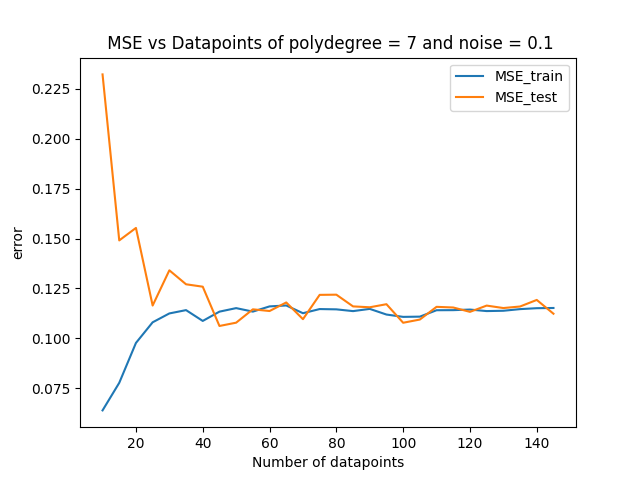 MSE vs Datapoints of polydegree = 7 and noise = 0.1
MSE_train
MSE_test
0.225
0.200
0.175
0.150
0.125
0.100
0.075
error
20 40 60 80 100 120 140
Number of datapoints